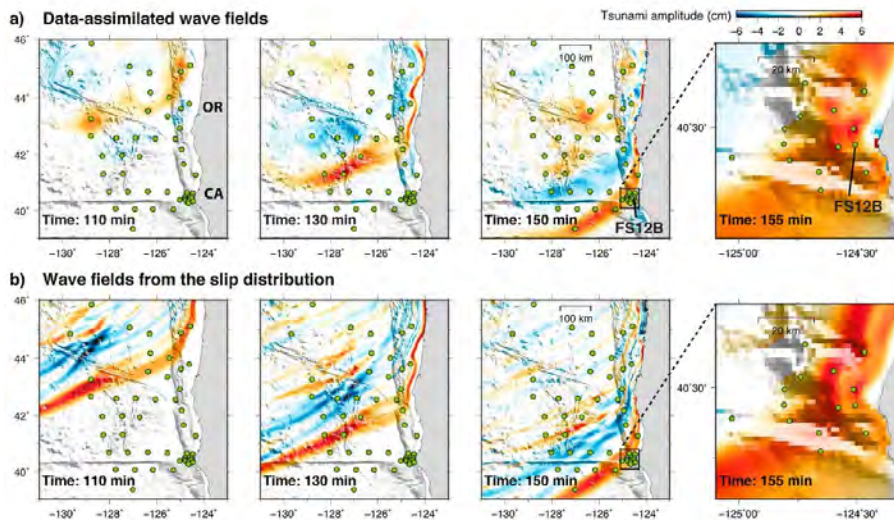 a) Data-assimilated wave fields
Tsunami amplitude (cm)
−6 −4 −2 0 2 4 6
46˚
44˚
42˚
40˚
OR
CA
Time: 110 min
−130 −128 −126 −124
Time: 130 min
−130 −128 −126 −124
100 km
Time: 150 min
FS12B
−130 −128 −126 −124
20 km
40˚30'
FS12B
Time: 155 min
−125˚00' −124˚30'
b) Wave fields from the slip distribution
46˚
44˚
42˚
40˚
Time: 110 min
−130 −128 −126 −124
Time: 130 min
−130 −128 −126 −124
100 km
Time: 150 min
−130 −128 −126 −124
20 km
40˚30'
Time: 155 min
−125˚00' −124˚30'